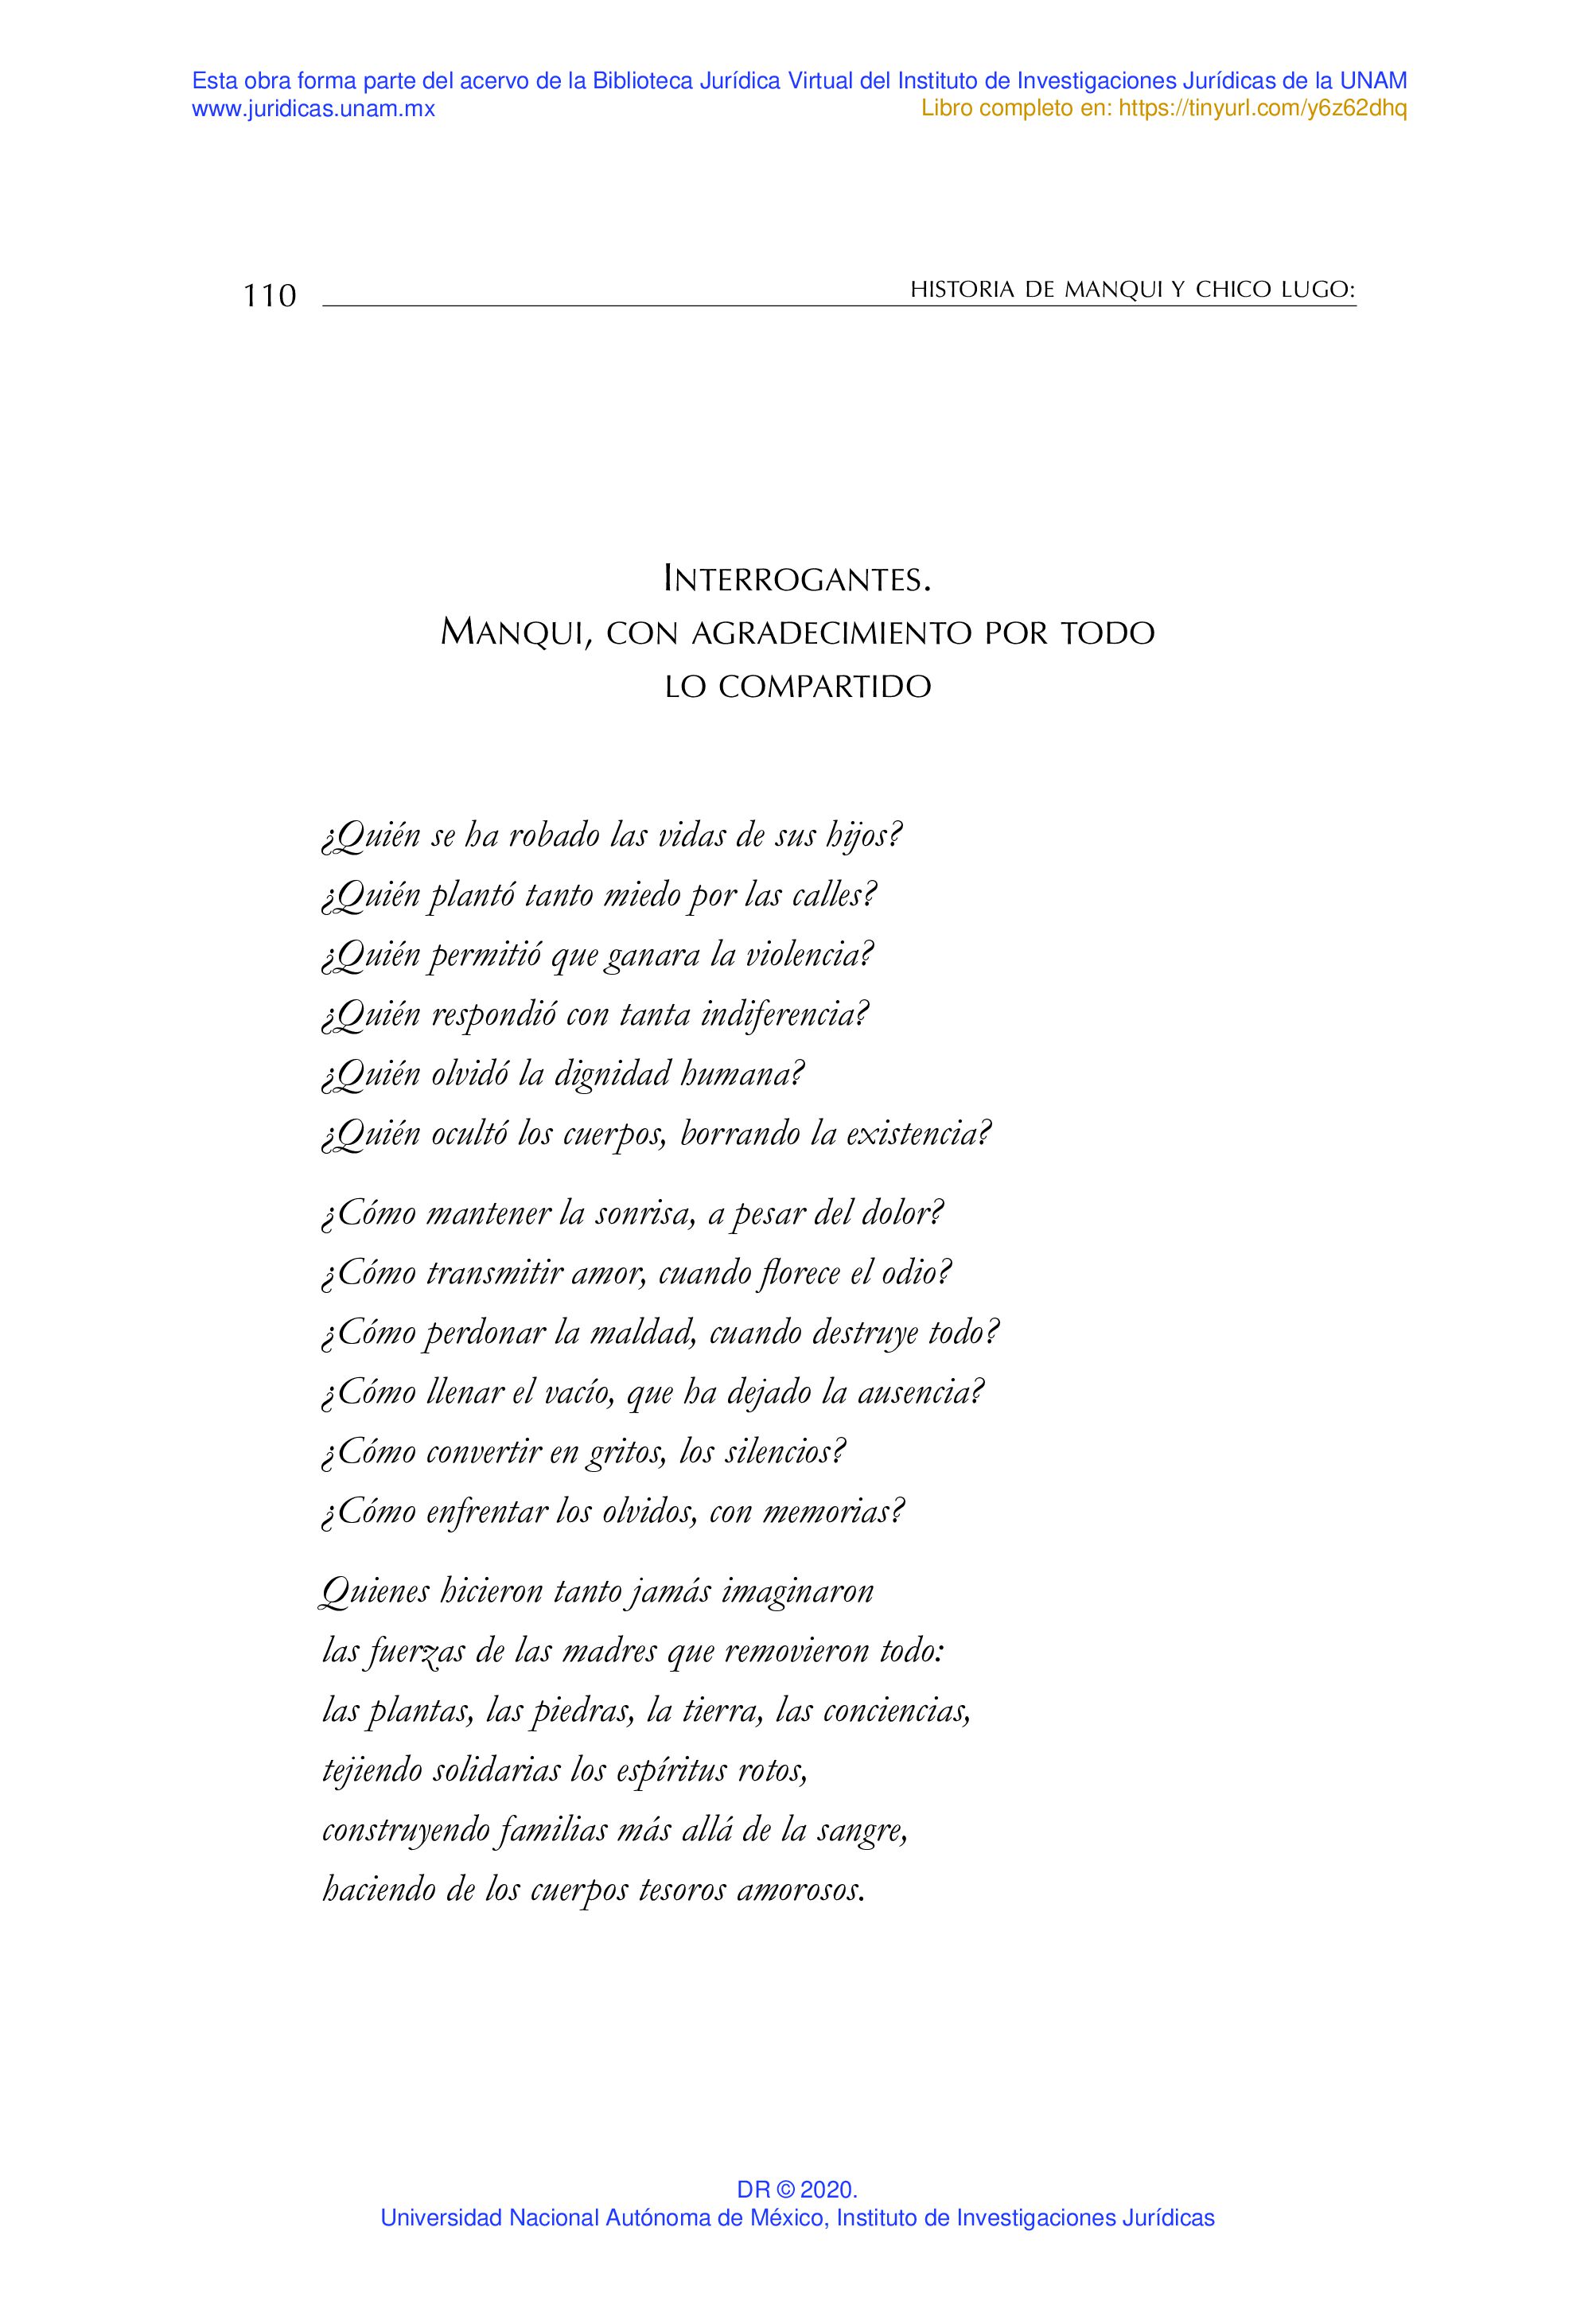 Esta obra forma parte del acervo de la Biblioteca Jurídica Virtual del Instituto de Investigaciones Jurídicas de la UNAM
www.juridicas.unam.mx
Libro completo en: https://tinyurl.com/y6z62dhq
110
HISTORIA DE MANQUI Y CHICO LUGO:
INTERROGANTES.
MANQUI, CON AGRADECIMIENTO POR TODO
LO COMPARTIDO
¿Quién se ha robado las vidas de sus hijos?
¿Quién plantó tanto miedo por las calles?
¿Quién permitió que ganara la violencia?
¿Quién respondió con tanta indiferencia?
¿Quién olvidó la dignidad humana?
¿Quién ocultó los cuerpos, borrando la existencia?
¿Cómo mantener la sonrisa, a pesar del dolor?
¿Cómo transmitir amor, cuando florece el odio?
¿Cómo perdonar la maldad, cuando destruye todo?
¿Cómo llenar el vacío, que ha dejado la ausencia?
¿Cómo convertir en gritos, los silencios?
¿Cómo enfrentar los olvidos, con memorias?
Quienes hicieron tanto jamás imaginaron
las fuerzas de las madres que removieron todo:
las plantas, las piedras, la tierra, las conciencias,
tejiendo solidarias los espíritus rotos,
construyendo familias más allá de la sangre,
haciendo de los cuerpos tesoros amorosos.
DR © 2020.
Universidad Nacional Autónoma de México, Instituto de Investigaciones Jurídicas